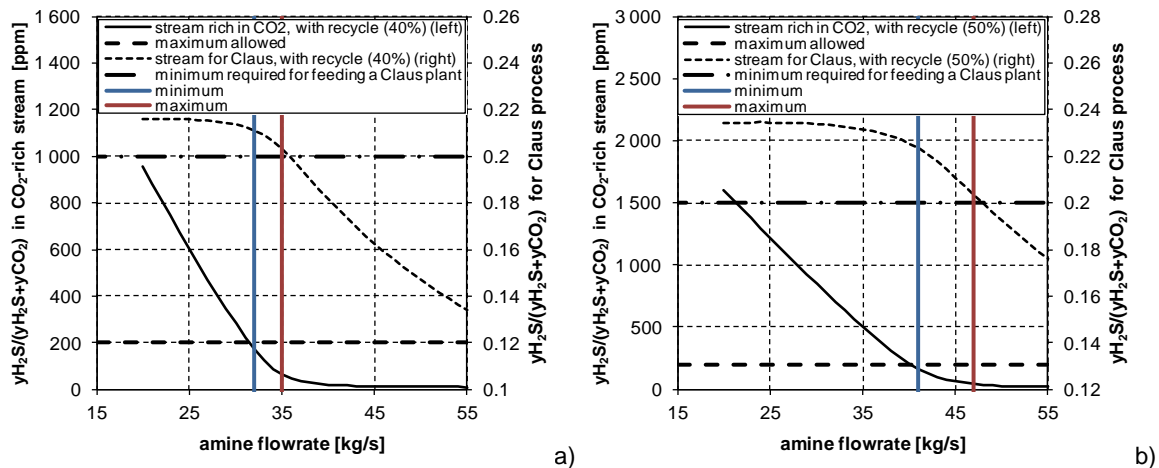 stream rich in CO2, with recycle (40%) (left)
maximum allowed
stream for Claus, with recycle (40%) (right)
minimum required for feeding a Claus plant
minimum
maximum
yH₂S/(yH₂S+yCO₂) in CO₂-rich stream [ppm]
1 600
1 400
1 200
1 000
800
600
400
200
0
0.26
0.24
0.22
0.20
0.18
0.16
0.14
0.12
0.1
yH₂S/(yH₂S+yCO₂) for Claus process
15 25 35 45 55
amine flowrate [kg/s]
a)
stream rich in CO2, with recycle (50%) (left)
maximum allowed
stream for Claus, with recycle (50%) (right)
minimum required for feeding a Claus plant
minimum
maximum
yH₂S/(yH₂S+yCO₂) in CO₂-rich stream [ppm]
3 000
2 500
2 000
1 500
1 000
500
0
0.28
0.26
0.24
0.22
0.20
0.18
0.16
0.14
0.12
yH₂S/(yH₂S+yCO₂) for Claus process
15 25 35 45 55
amine flowrate [kg/s]
b)